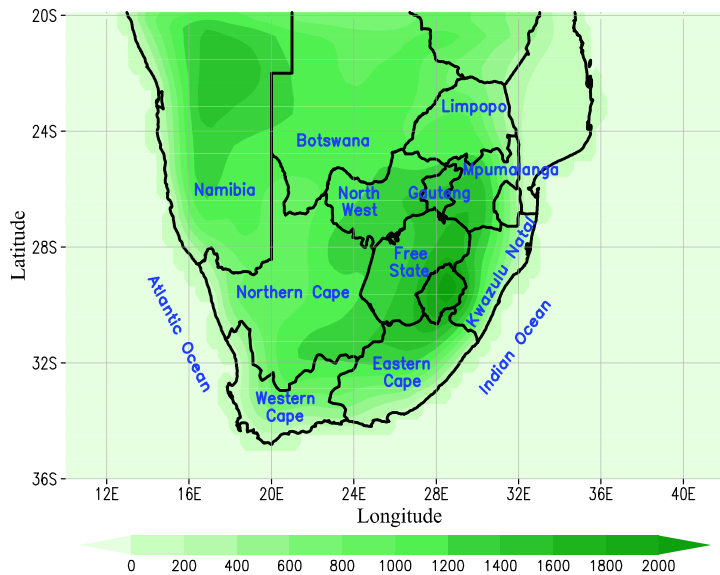 20S
24S
28S
32S
36S
Latitude
Limpopo
Botswana
Mpumalanga
Namibia
North
West
Gauteng
Free
State
Kwazulu Natal
Northern Cape
Atlantic Ocean
Indian Ocean
Eastern
Cape
Western
Cape
12E 16E 20E 24E 28E 32E 36E 40E
Longitude
0 200 400 600 800 1000 1200 1400 1600 1800 2000